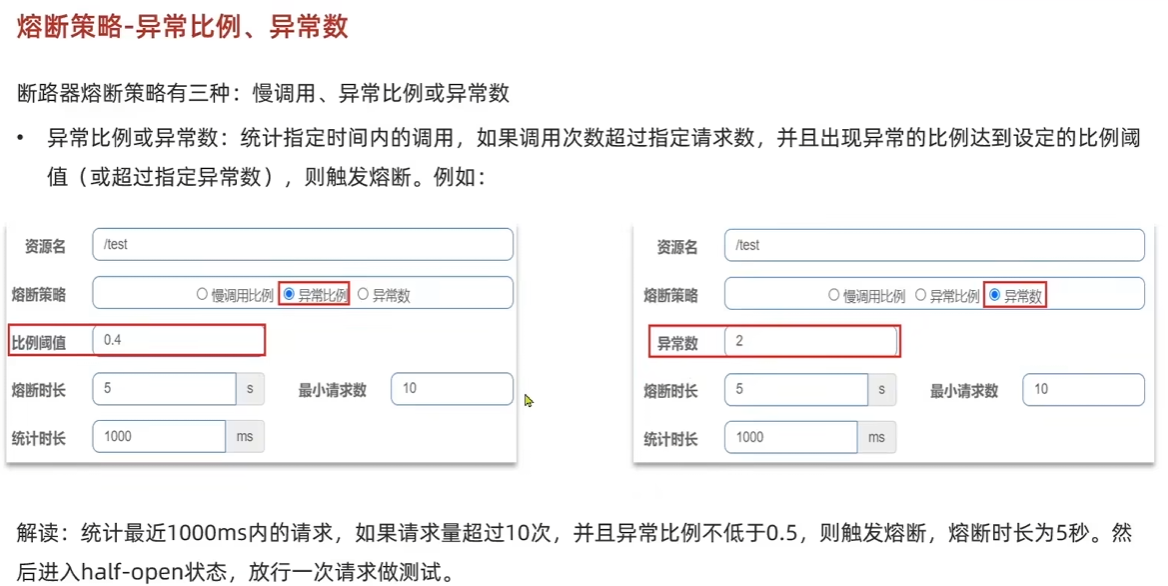 熔断策略-异常比例、异常数
断路器熔断策略有三种：慢调用、异常比例或异常数
• 异常比例或异常数：统计指定时间内的调用，如果调用次数超过指定请求数，并且出现异常的比例达到设定的比例阈
值（或超过指定异常数），则触发熔断。例如：
资源名 /test
熔断策略 慢调用比例 异常比例 异常数
比例阈值 0.4
熔断时长 5 s 最小请求数 10
统计时长 1000 ms
资源名 /test
熔断策略 慢调用比例 异常比例 异常数
异常数 2
熔断时长 5 s 最小请求数 10
统计时长 1000 ms
解读：统计最近1000ms内的请求，如果请求量超过10次，并且异常比例不低于0.5，则触发熔断，熔断时长为5秒。然
后进入half-open状态，放行一次请求做测试。